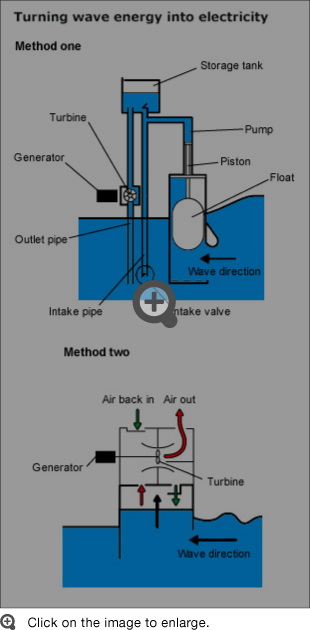 Turning wave energy into electricity
Method one
Storage tank
Turbine
Pump
Piston
Generator
Float
Outlet pipe
Wave direction
Intake pipe
ntake valve
Method two
Air back in
Air out
Generator
Turbine
Wave direction
Click on the image to enlarge.